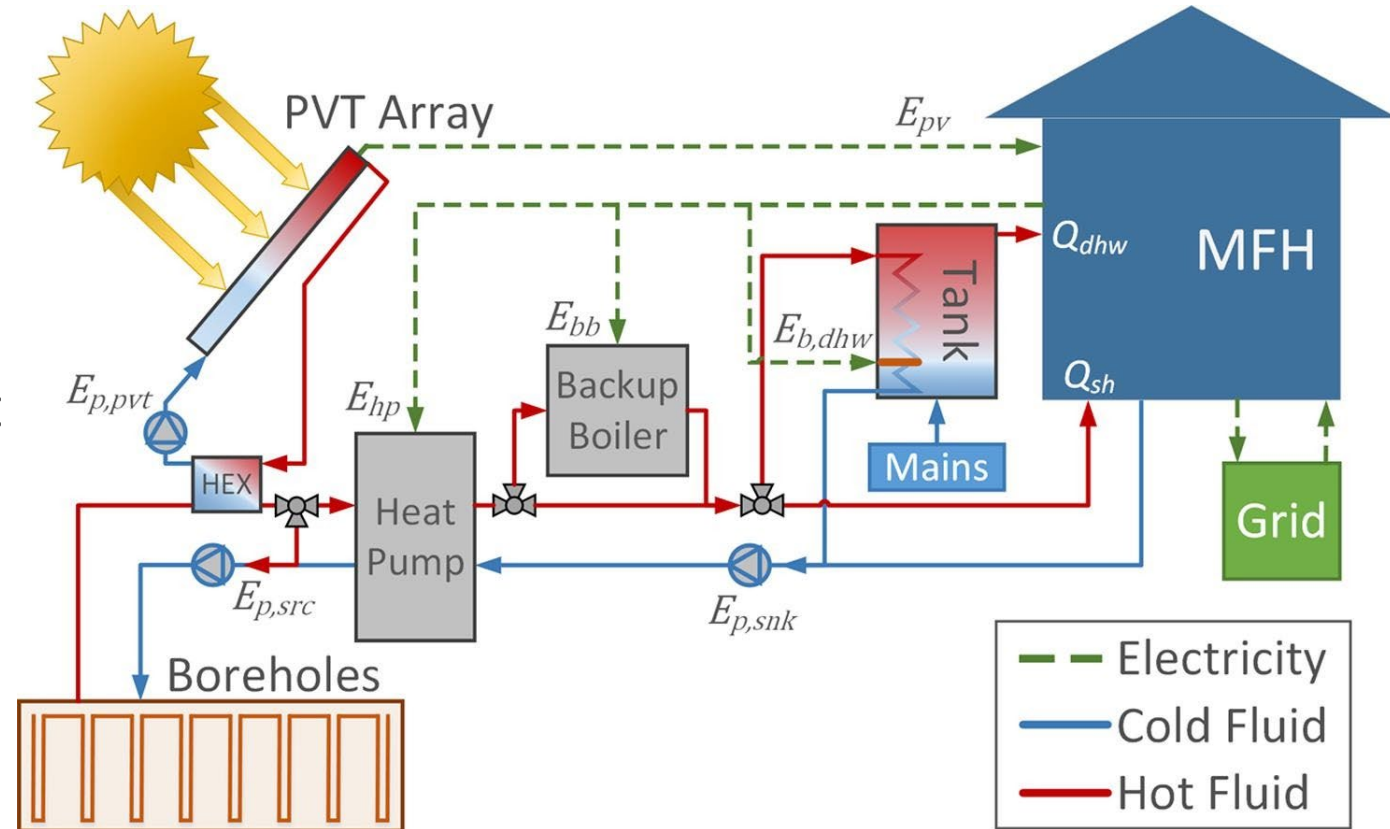 PVT Array
E_pv
Q_dhw
MFH
Tank
E_bb
E_b,dhw
Backup
Boiler
Q_sh
E_p,pvt
E_hp
Mains
HEX
Heat
Pump
Grid
E_p,src
E_p,snk
Boreholes
Electricity
Cold Fluid
Hot Fluid